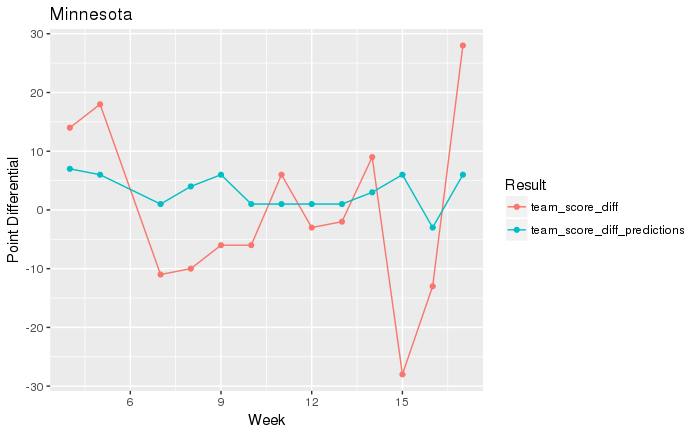 Minnesota
30
20
10
0
-10
-20
-30
Point Differential
6 9 12 15
Week
Result
team_score_diff
team_score_diff_predictions